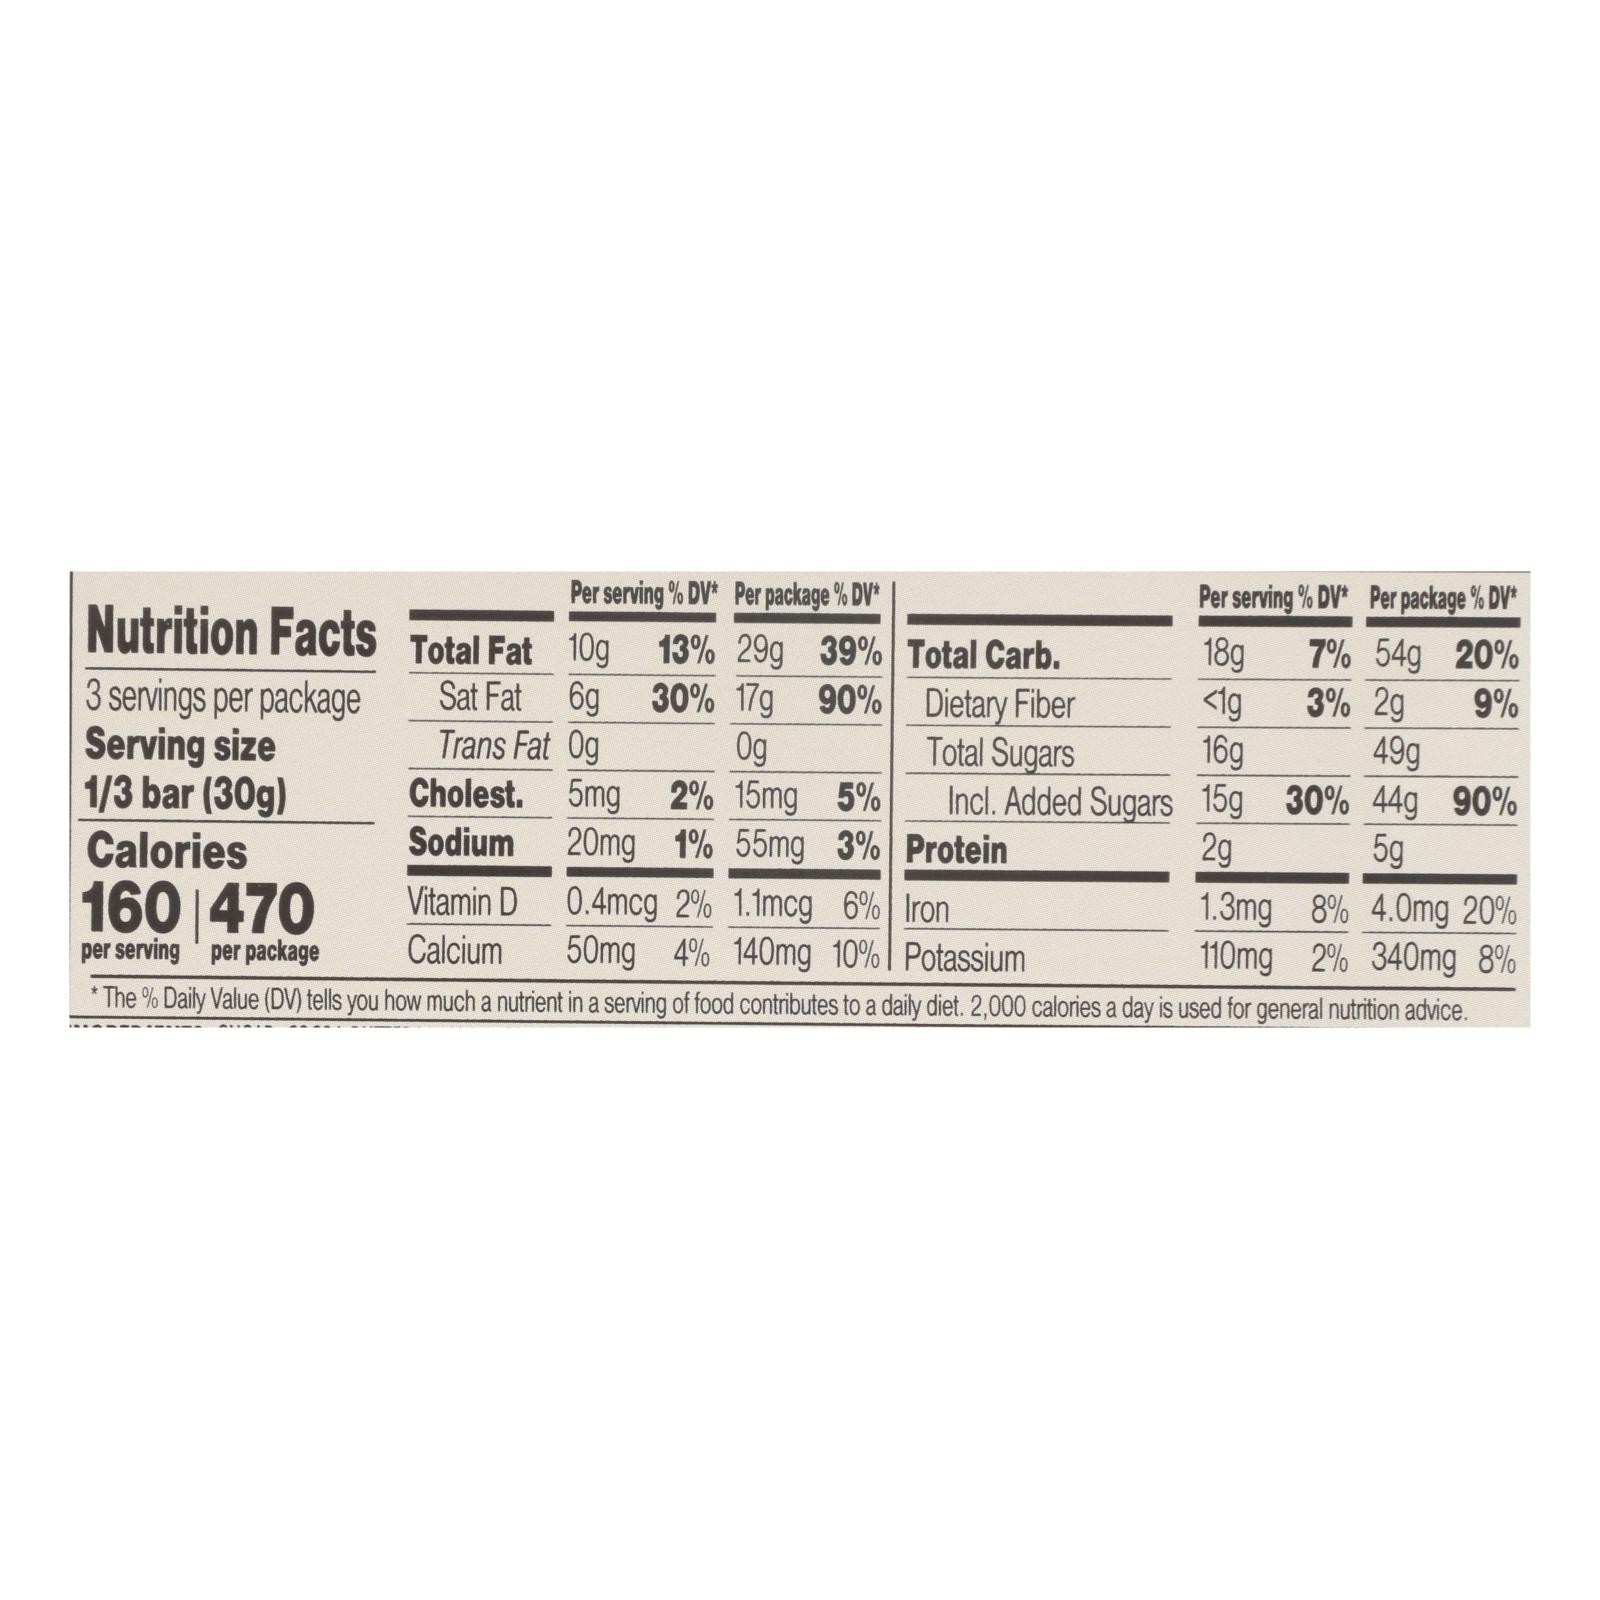 Nutrition Facts
3 servings per package
Serving size
1/3 bar (30g)
Calories
160 | 470
per serving per package
Per serving % DV* Per package % DV*
Total Fat 10g 13% 29g 39%
Sat Fat 6g 30% 17g 90%
Trans Fat 0g 0g
Cholest. 5mg 2% 15mg 5%
Sodium 20mg 1% 55mg 3%
Vitamin D 0.4mcg 2% 1.1mcg 6%
Calcium 50mg 4% 140mg 10%
Per serving % DV* Per package % DV*
Total Carb. 18g 7% 54g 20%
Dietary Fiber <1g 3% 2g 9%
Total Sugars 16g 49g
Incl. Added Sugars 15g 30% 44g 90%
Protein 2g 5g
Iron 1.3mg 8% 4.0mg 20%
Potassium 110mg 2% 340mg 8%
* The % Daily Value (DV) tells you how much a nutrient in a serving of food contributes to a daily diet. 2,000 calories a day is used for general nutrition advice.